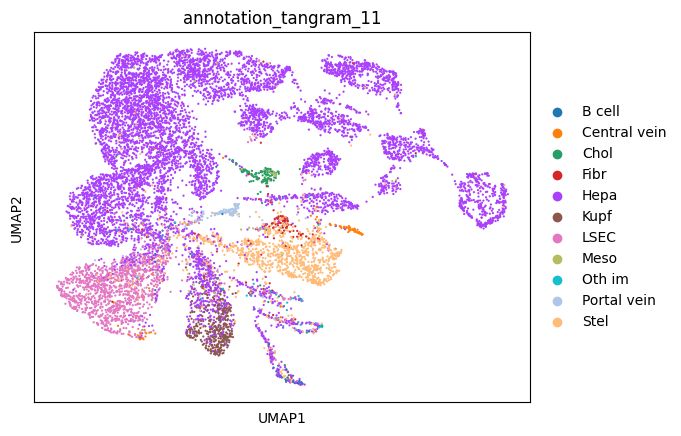 annotation_tangram_11
B cell
Central vein
Chol
Fibr
Hepa
Kupf
LSEC
Meso
Oth im
Portal vein
Stel
UMAP2
UMAP1